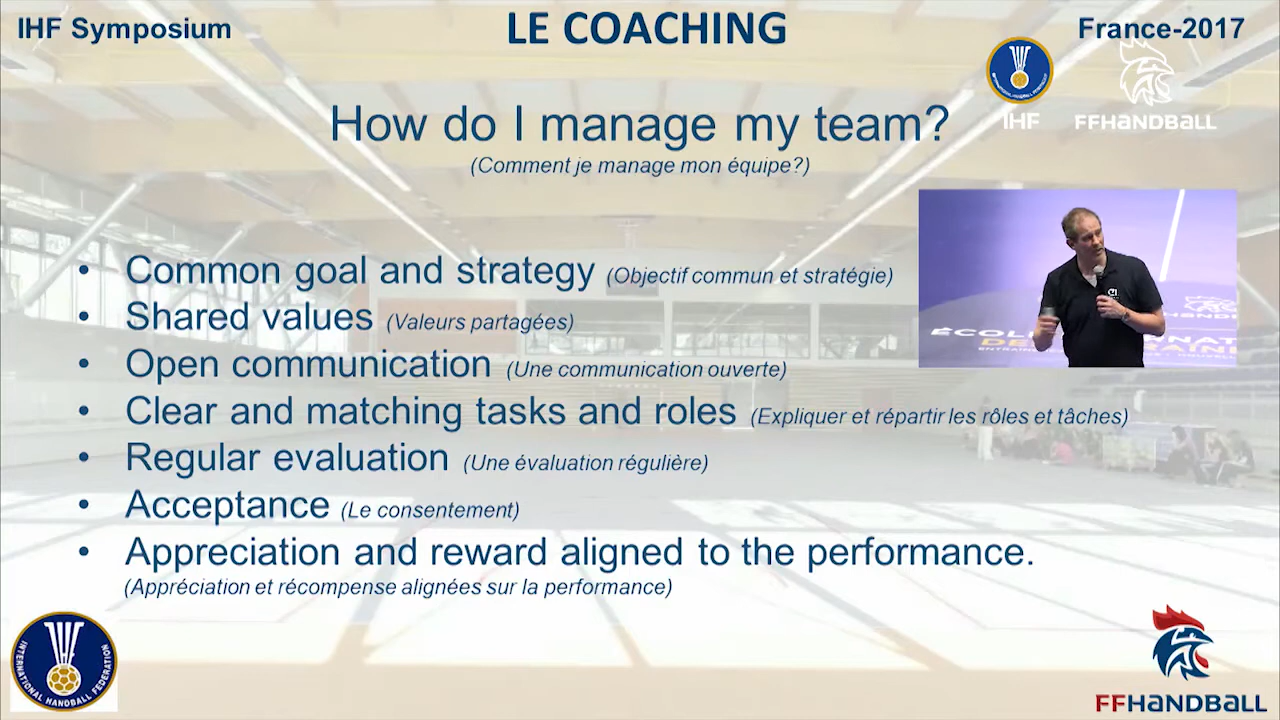 IHF Symposium
LE COACHING
France-2017
IHF
FFHANDBALL
How do I manage my team?
(Comment je manage mon équipe?)
• Common goal and strategy (Objectif commun et stratégie)
• Shared values (Valeurs partagées)
• Open communication (Une communication ouverte)
• Clear and matching tasks and roles (Expliquer et répartir les rôles et tâches)
• Regular evaluation (Une évaluation régulière)
• Acceptance (Le consentement)
• Appreciation and reward aligned to the performance.
(Appréciation et récompense alignées sur la performance)
INTERNATIONAL HANDBALL FEDERATION
FFHANDBALL